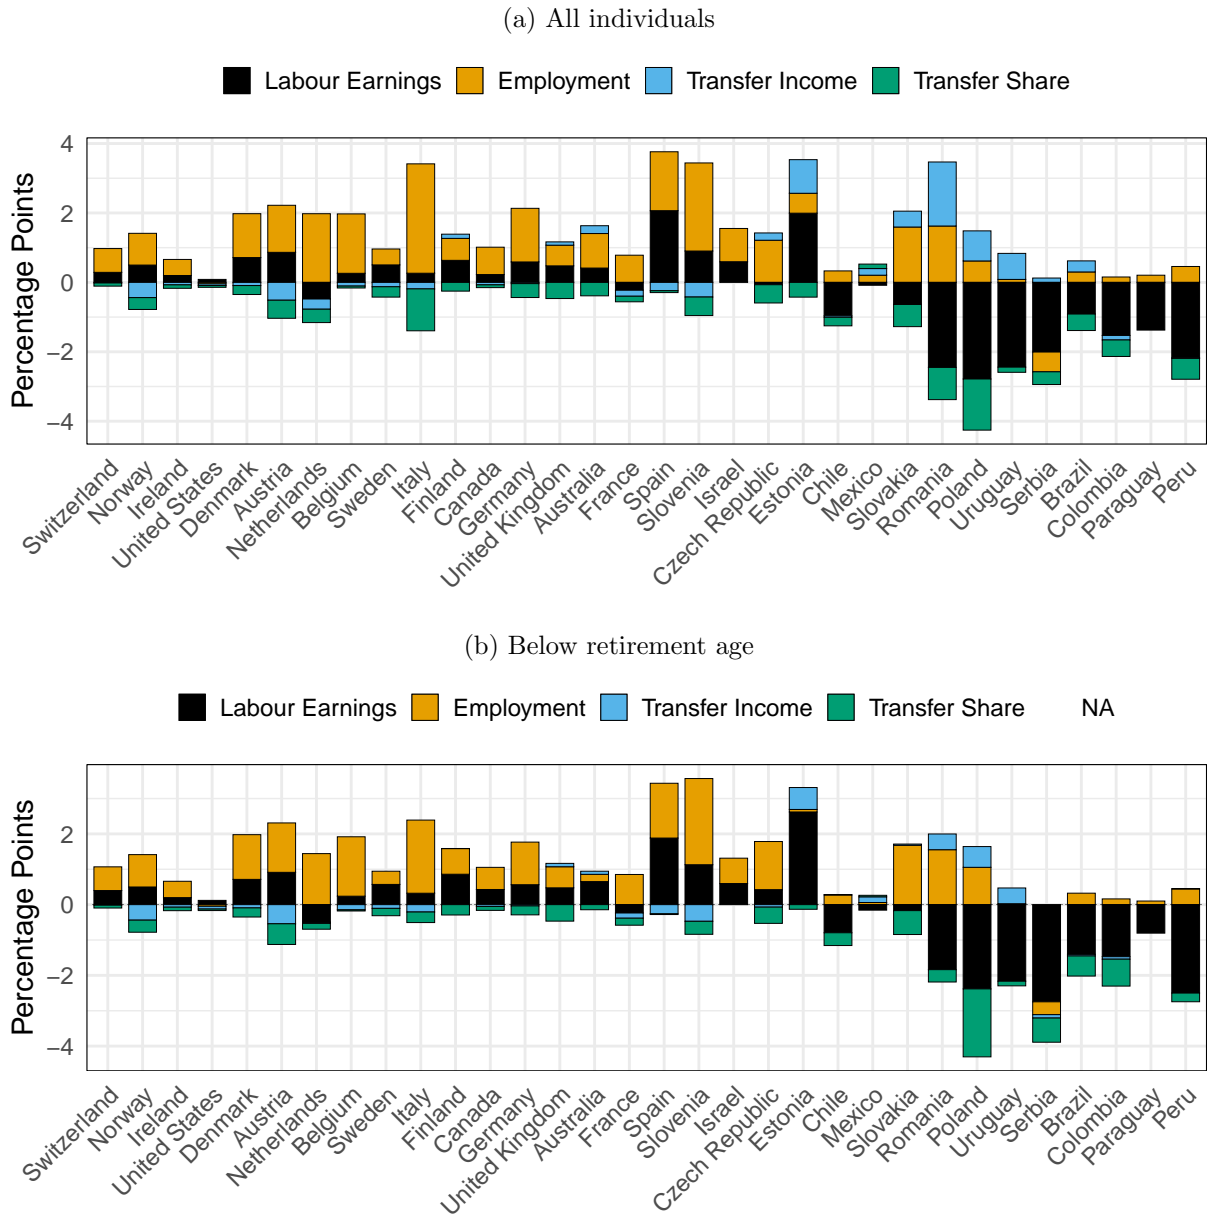 (a) All individuals
Labour Earnings Employment Transfer Income Transfer Share
Percentage Points
4
2
0
−2
−4
Switzerland
Norway
Ireland
United States
Denmark
Austria
Netherlands
Belgium
Sweden
Italy
Finland
Canada
Germany
United Kingdom
Australia
France
Spain
Slovenia
Israel
Czech Republic
Estonia
Chile
Mexico
Slovakia
Romania
Poland
Uruguay
Serbia
Brazil
Colombia
Paraguay
Peru
(b) Below retirement age
Labour Earnings Employment Transfer Income Transfer Share NA
Percentage Points
2
0
−2
−4
Switzerland
Norway
Ireland
United States
Denmark
Austria
Netherlands
Belgium
Sweden
Italy
Finland
Canada
Germany
United Kingdom
Australia
France
Spain
Slovenia
Israel
Czech Republic
Estonia
Chile
Mexico
Slovakia
Romania
Poland
Uruguay
Serbia
Brazil
Colombia
Paraguay
Peru